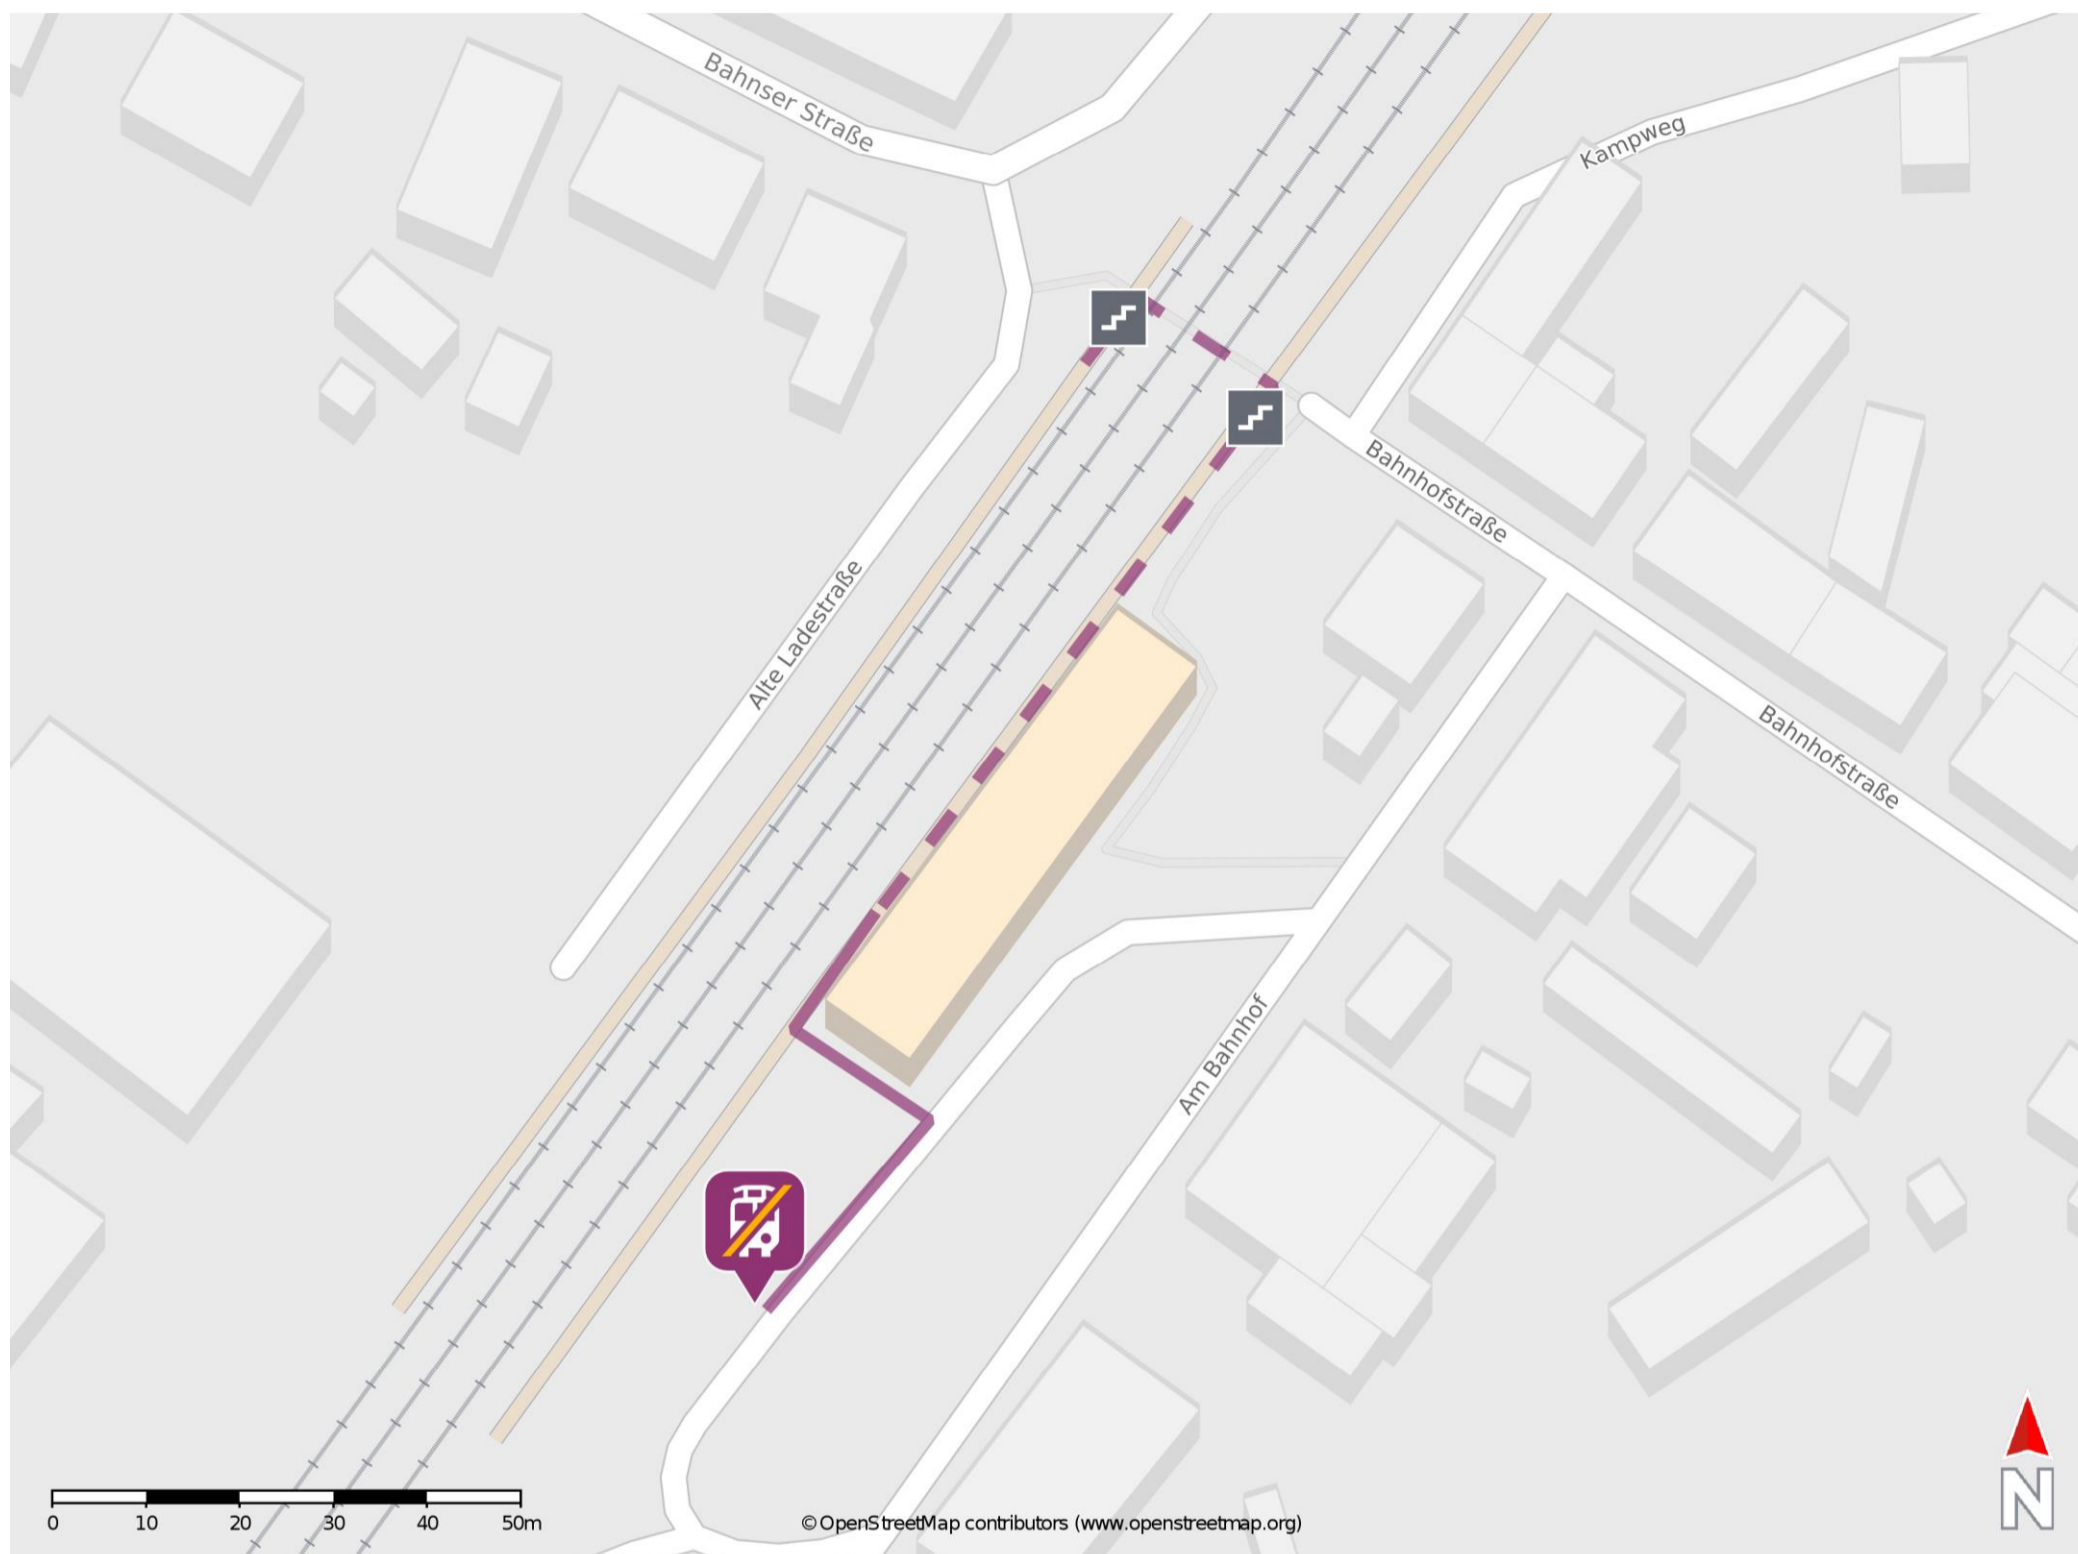 Bahnser Straße
Kampweg
Bahnhofstraße
Alte Ladestraße
Bahnhofstraße
Am Bahnhof
N
0 10 20 30 40 50m
© OpenStreetMap contributors (www.openstreetmap.org)